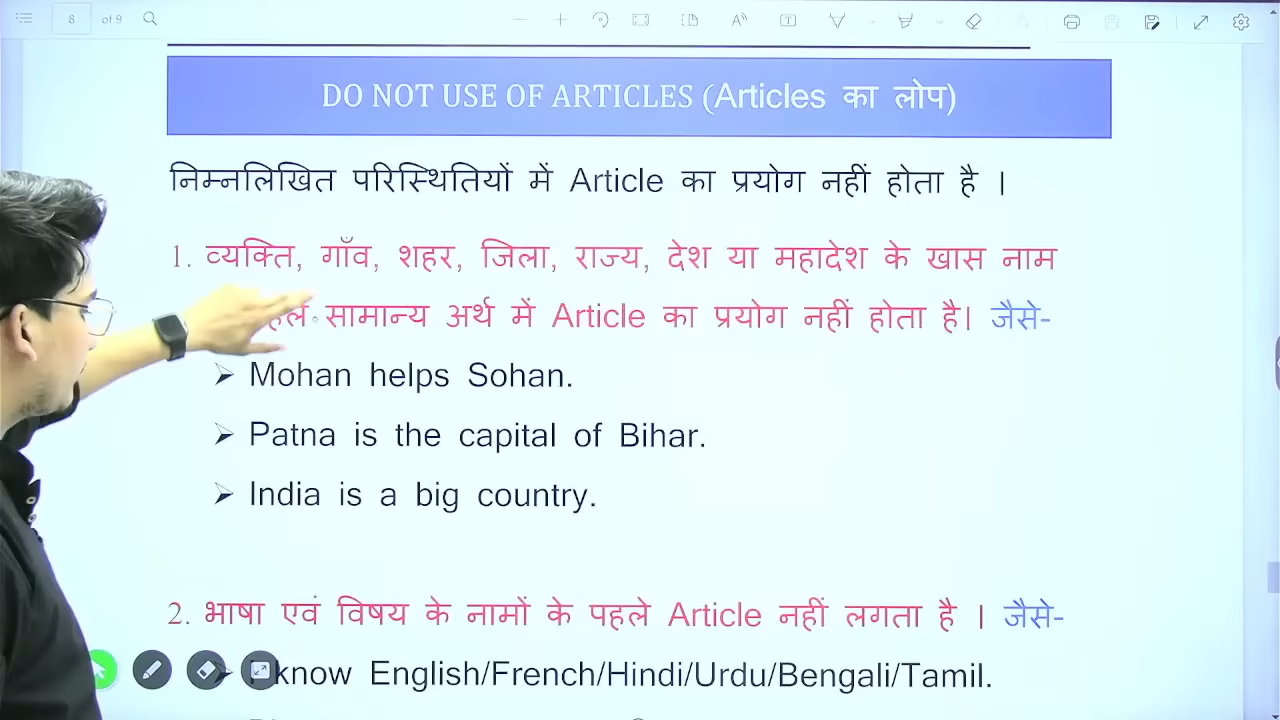 8 of 9
DO NOT USE OF ARTICLES (Articles का लोप)
निम्नलिखित परिस्थितियों में Article का प्रयोग नहीं होता है ।
1. व्यक्ति, गाँव, शहर, जिला, राज्य, देश या महादेश के खास नाम
सामान्य अर्थ में Article का प्रयोग नहीं होता है। जैसे-
➢ Mohan helps Sohan.
➢ Patna is the capital of Bihar.
➢ India is a big country.
2. भाषा एवं विषय के नामों के पहले Article नहीं लगता है । जैसे-
know English/French/Hindi/Urdu/Bengali/Tamil.